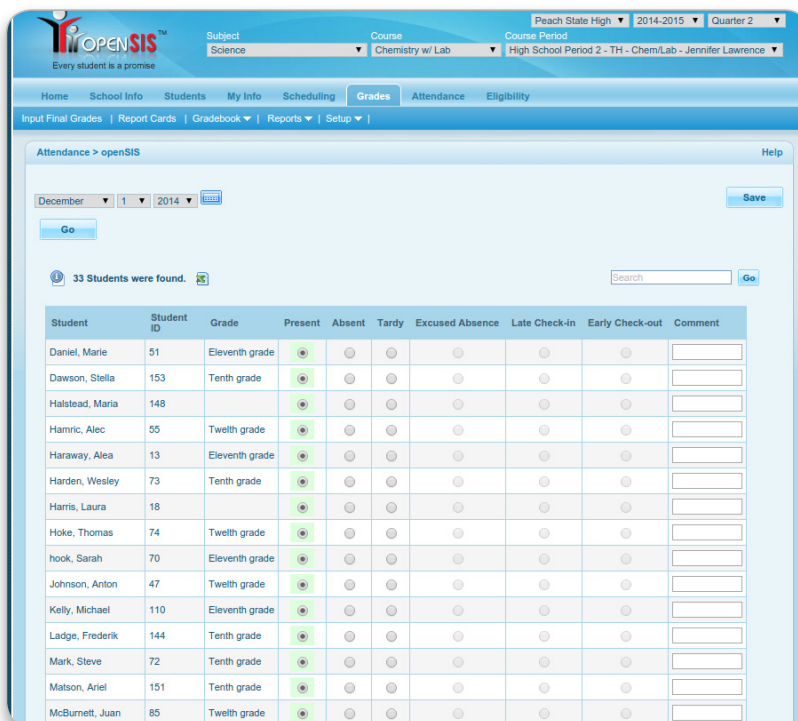 Peach State High 2014-2015 Quarter 2
OPENSIS™
Every student is a promise
Subject Course Course Period
Science Chemistry w/ Lab High School Period 2 - TH - Chem/Lab - Jennifer Lawrence
Home School Info Students My Info Scheduling Grades Attendance Eligibility
Input Final Grades | Report Cards | Gradebook | Reports | Setup |
Attendance > openSIS Help
December 1 2014 Save
Go
33 Students were found. Search Go
Student Student ID Grade Present Absent Tardy Excused Absence Late Check-in Early Check-out Comment
Daniel, Marie 51 Eleventh grade
Dawson, Stella 153 Tenth grade
Halstead, Maria 148
Hamric, Alec 55 Twelth grade
Haraway, Alea 13 Eleventh grade
Harden, Wesley 73 Tenth grade
Harris, Laura 18
Hoke, Thomas 74 Twelth grade
hook, Sarah 70 Eleventh grade
Johnson, Anton 47 Twelth grade
Kelly, Michael 110 Eleventh grade
Ladge, Frederik 144 Tenth grade
Mark, Steve 72 Tenth grade
Matson, Ariel 151 Tenth grade
McBurnett, Juan 85 Twelth grade